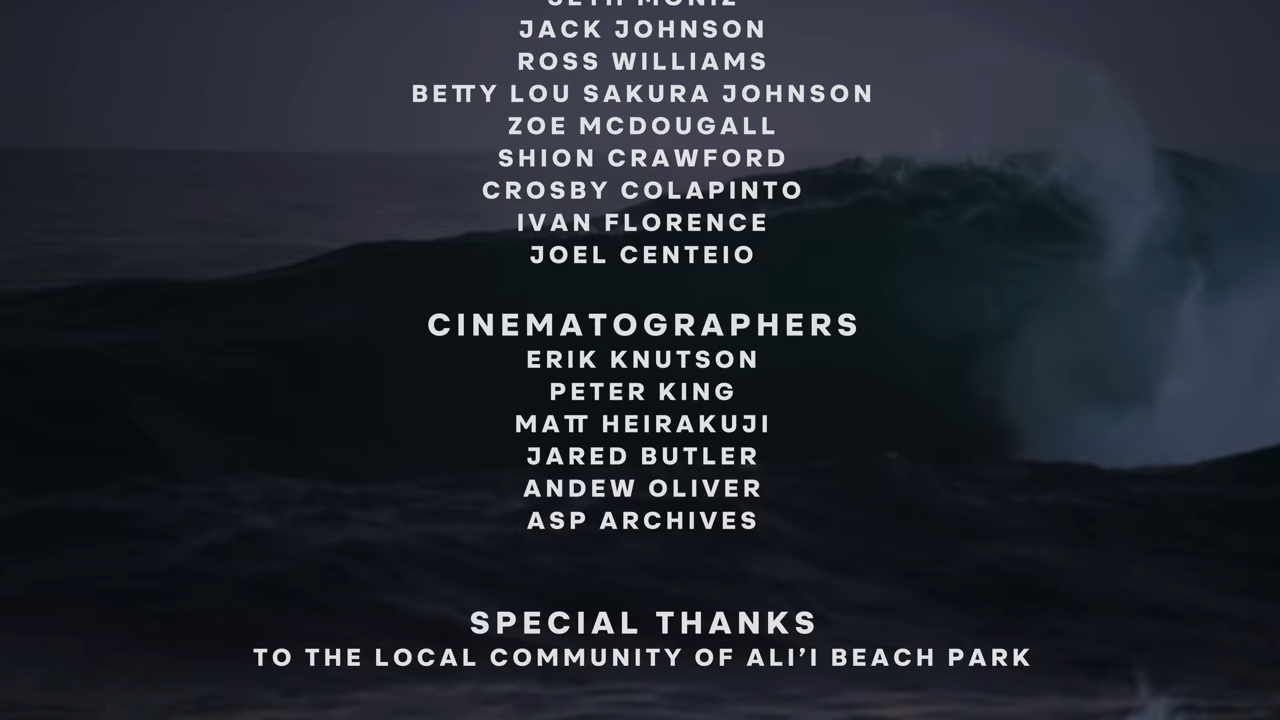 SETH MONIZ
JACK JOHNSON
ROSS WILLIAMS
BETTY LOU SAKURA JOHNSON
ZOE MCDOUGALL
SHION CRAWFORD
CROSBY COLAPINTO
IVAN FLORENCE
JOEL CENTEIO
CINEMATOGRAPHERS
ERIK KNUTSON
PETER KING
MATT HEIRAKUJI
JARED BUTLER
ANDEW OLIVER
ASP ARCHIVES
SPECIAL THANKS
TO THE LOCAL COMMUNITY OF ALI’I BEACH PARK